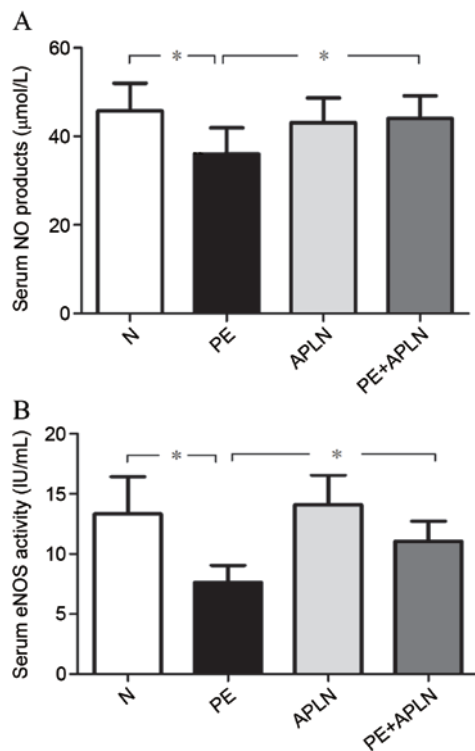 A
Serum NO products (μmol/L)
60
40
20
0
*
*
N
PE
APLN
PE+APLN
B
Serum eNOS activity (IU/mL)
20
15
10
5
0
*
*
N
PE
APLN
PE+APLN